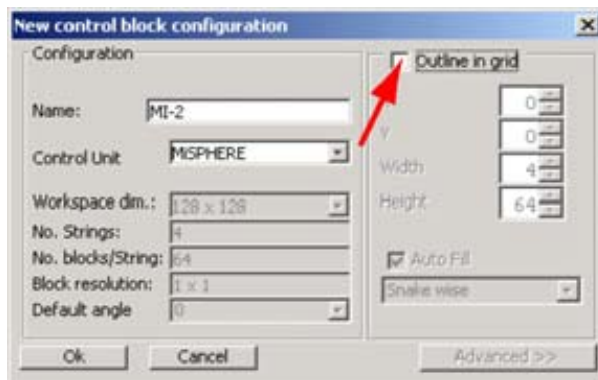 New control block configuration
Configuration
Name: MI-2
Control Unit MiSPHERE
Workspace dim.: 128 x 128
No. Strings: 4
No. blocks/String: 64
Block resolution: 1 x 1
Default angle 0
Outline in grid
0
Y 0
Width 4
Height 64
Auto Fill
Snake wise
Ok Cancel Advanced >>